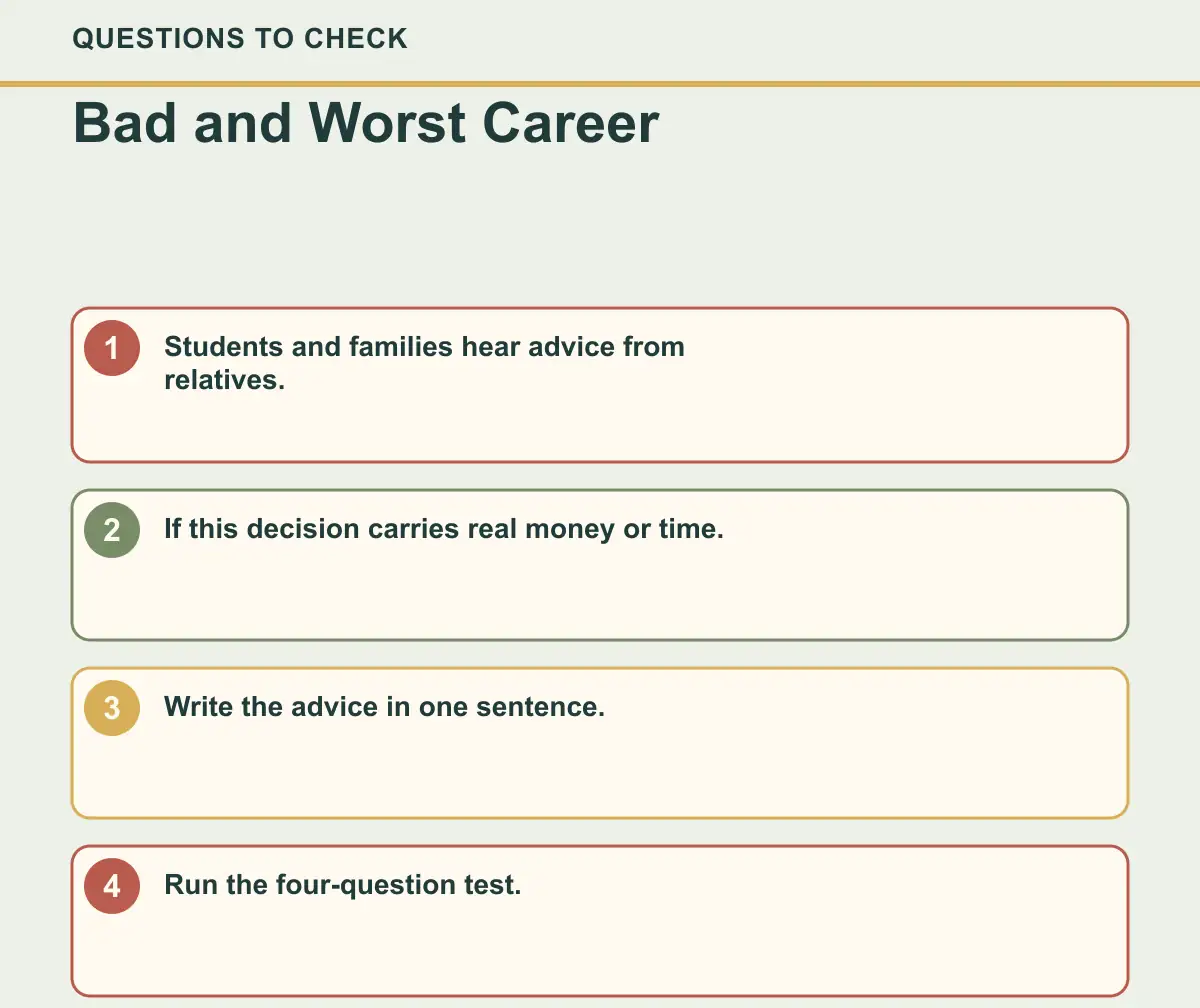 QUESTIONS TO CHECK
Bad and Worst Career
1
Students and families hear advice from
relatives.
2
If this decision carries real money or time.
3
Write the advice in one sentence.
4
Run the four-question test.